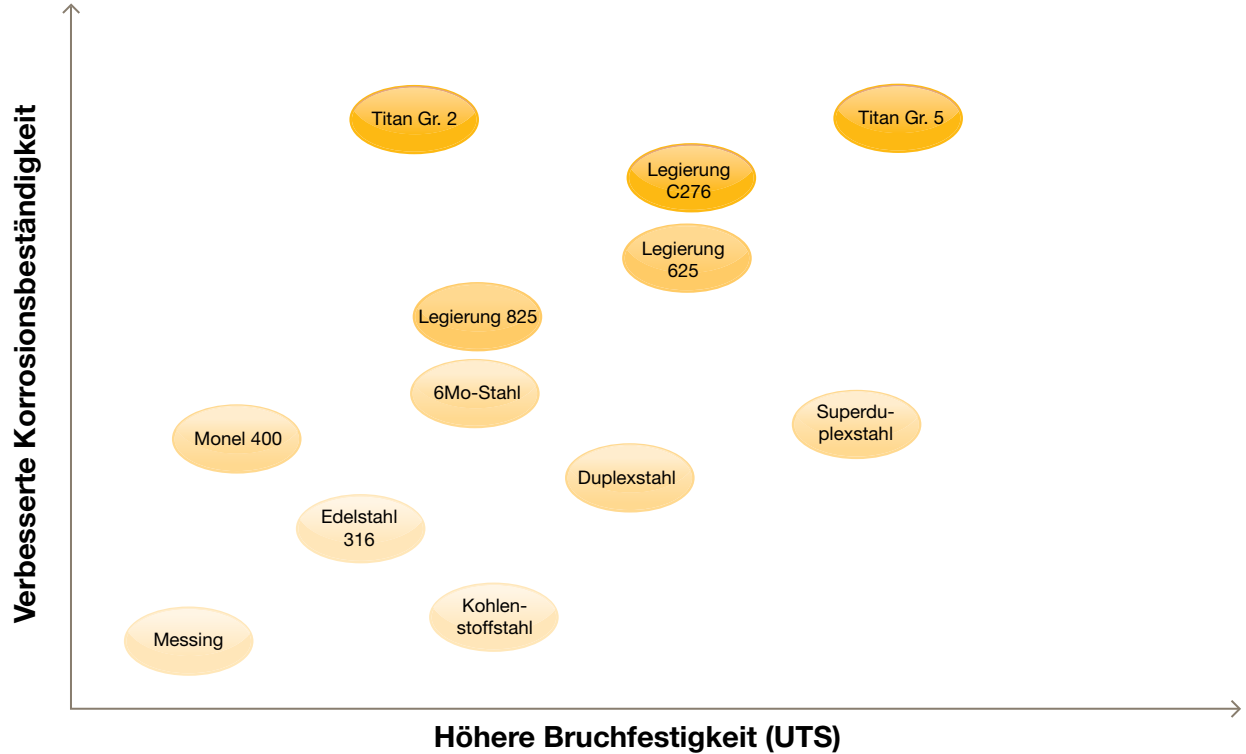 Verbesserte Korrosionsbeständigkeit
Titan Gr. 2
Titan Gr. 5
Legierung
C276
Legierung
625
Legierung 825
6Mo-Stahl
Superdu-
plexstahl
Monel 400
Duplexstahl
Edelstahl
316
Kohlen-
stoffstahl
Messing
Höhere Bruchfestigkeit (UTS)